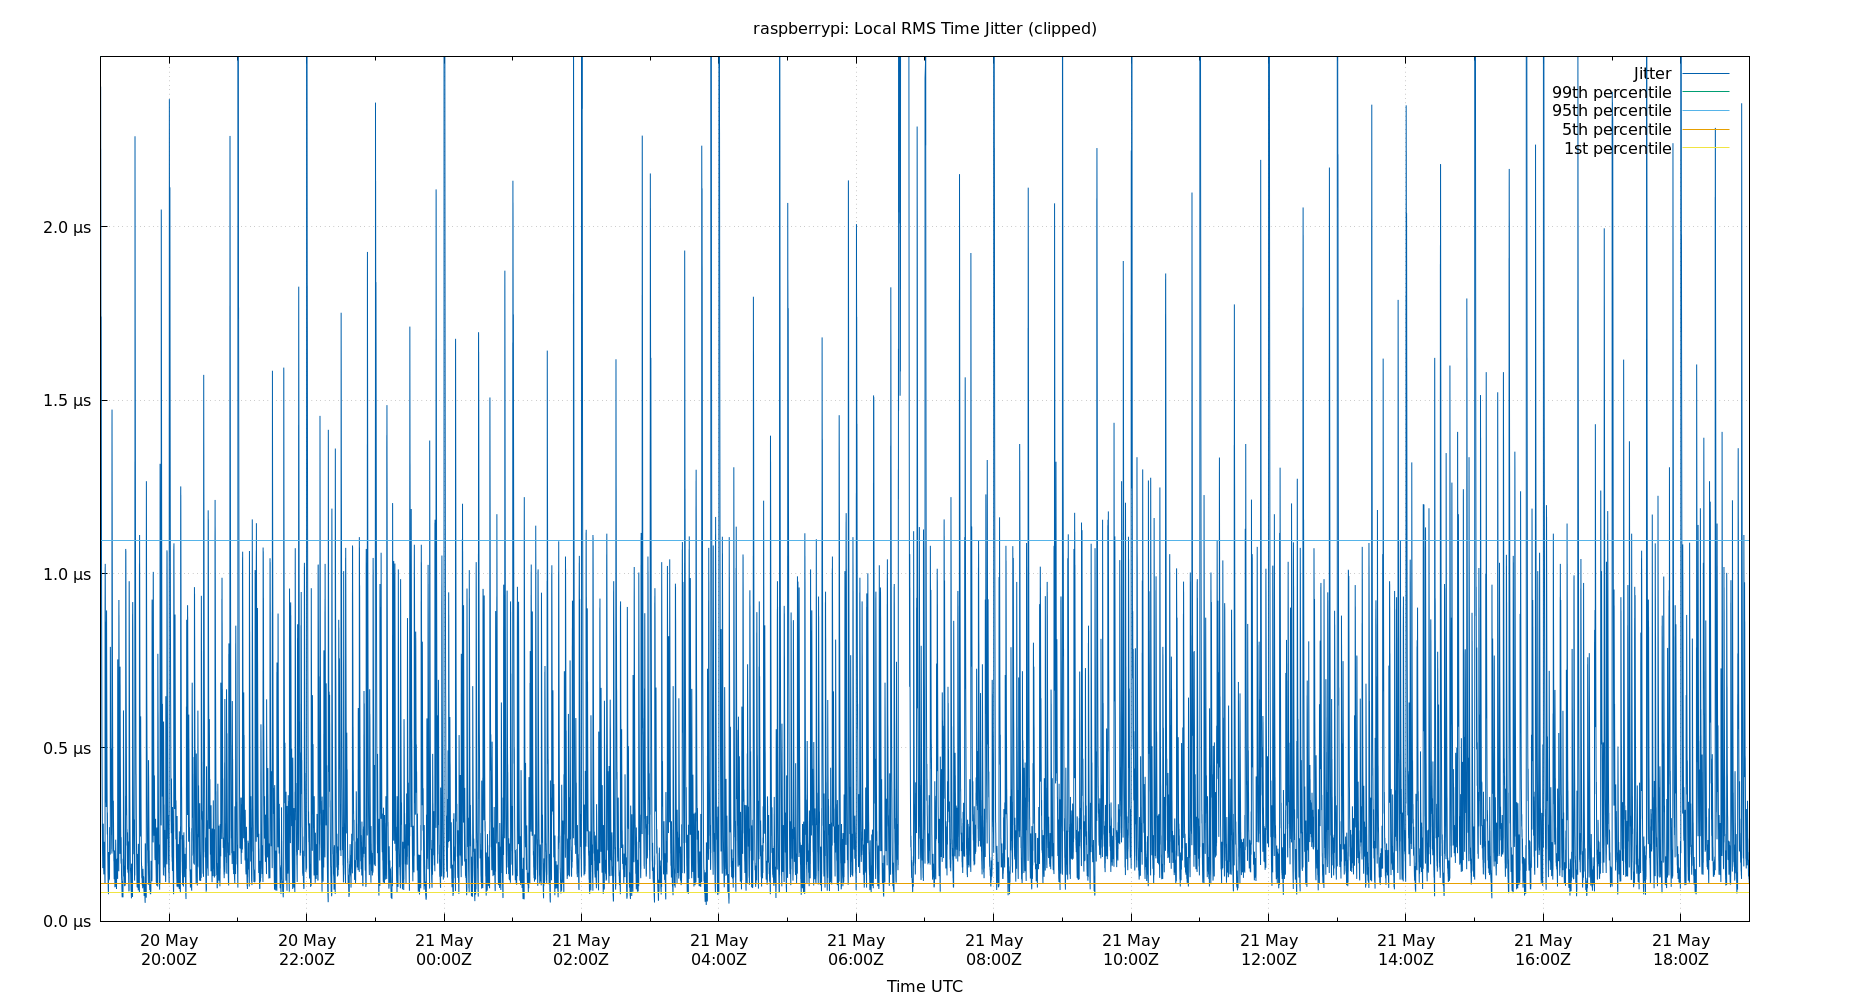 raspberrypi: Local RMS Time Jitter (clipped)
Jitter
99th percentile
95th percentile
5th percentile
1st percentile
2.0 µs
1.5 µs
1.0 µs
0.5 µs
0.0 µs
20 May 20 May 21 May 21 May 21 May 21 May 21 May 21 May 21 May 21 May 21 May 21 May
20:00Z 22:00Z 00:00Z 02:00Z 04:00Z 06:00Z 08:00Z 10:00Z 12:00Z 14:00Z 16:00Z 18:00Z
Time UTC